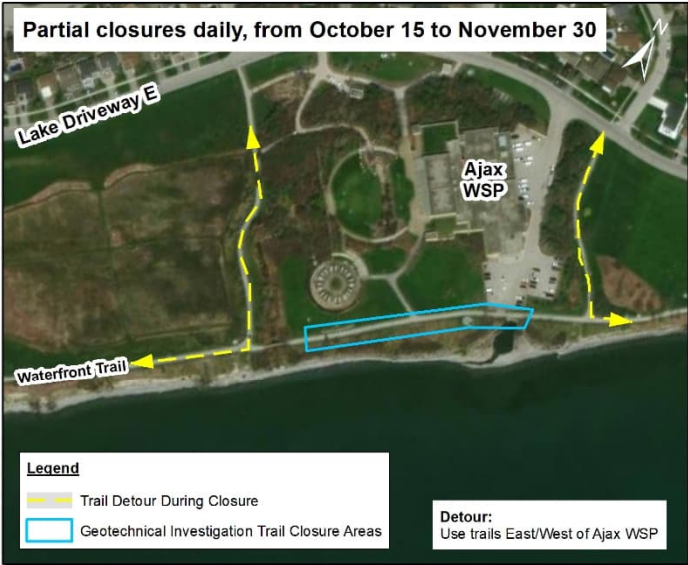 Partial closures daily, from October 15 to November 30
Lake Driveway E
Ajax
WSP
Waterfront Trail
Legend
Trail Detour During Closure
Geotechnical Investigation Trail Closure Areas
Detour:
Use trails East/West of Ajax WSP